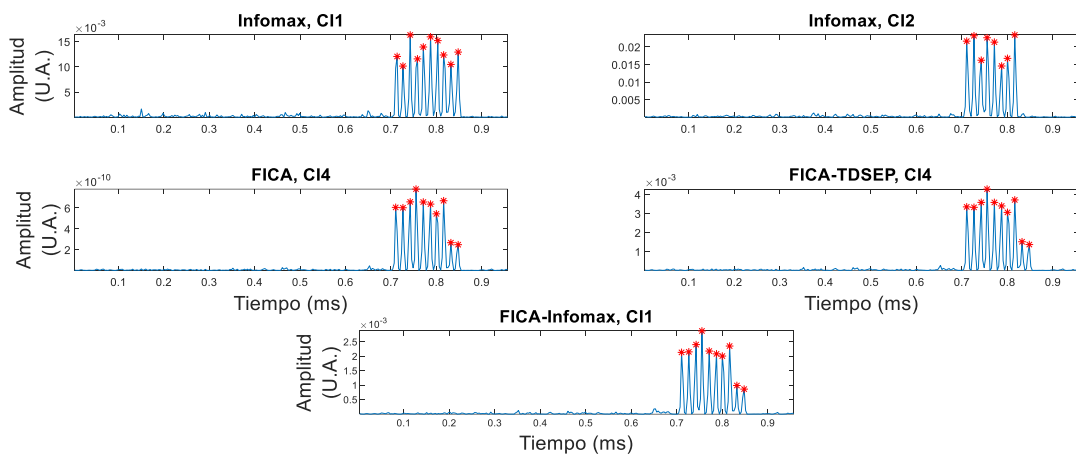 Infomax, CI1
×10-3
Amplitud
(U.A.)
15
10
5
0.1 0.2 0.3 0.4 0.5 0.6 0.7 0.8 0.9
Infomax, CI2
0.02
0.015
0.01
0.005
0.1 0.2 0.3 0.4 0.5 0.6 0.7 0.8 0.9
FICA, CI4
×10-10
Amplitud
(U.A.)
6
4
2
0.1 0.2 0.3 0.4 0.5 0.6 0.7 0.8 0.9
Tiempo (ms)
FICA-TDSEP, CI4
×10-3
4
3
2
1
0.1 0.2 0.3 0.4 0.5 0.6 0.7 0.8 0.9
Tiempo (ms)
FICA-Infomax, CI1
×10-3
Amplitud
(U.A.)
2.5
2
1.5
1
0.5
0.1 0.2 0.3 0.4 0.5 0.6 0.7 0.8 0.9
Tiempo (ms)